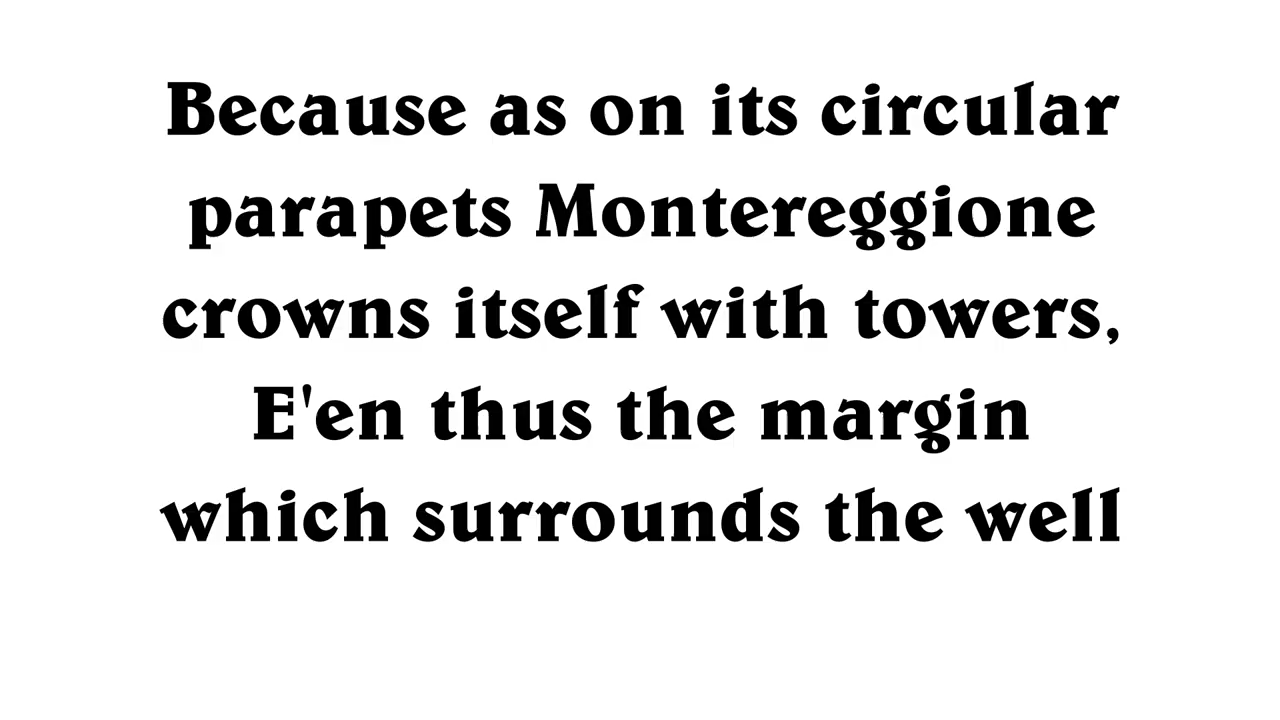 Because as on its circular
parapets Montereggione
crowns itself with towers,
E'en thus the margin
which surrounds the well